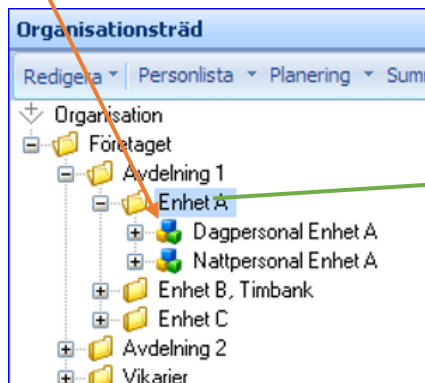 Organisationsträd
Redigera Personlista Planering Sum
Organisation
Företaget
Avdelning 1
Enhet A
Dagpersonal Enhet A
Nattpersonal Enhet A
Enhet B, Timbank
Enhet C
Avdelning 2
Vikarier